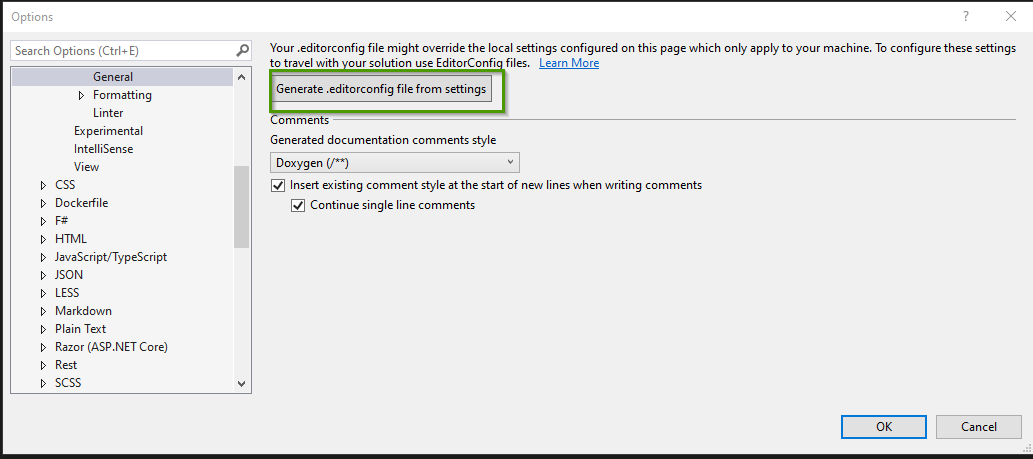 Options
?
Search Options (Ctrl+E)
General
Formatting
Linter
Experimental
IntelliSense
View
CSS
Dockerfile
F#
HTML
JavaScript/TypeScript
JSON
LESS
Markdown
Plain Text
Razor (ASP.NET Core)
Rest
SCSS
Your .editorconfig file might override the local settings configured on this page which only apply to your machine. To configure these settings
to travel with your solution use EditorConfig files. Learn More
Generate .editorconfig file from settings
Comments
Generated documentation comments style
Doxygen (/**)
Insert existing comment style at the start of new lines when writing comments
Continue single line comments
OK
Cancel